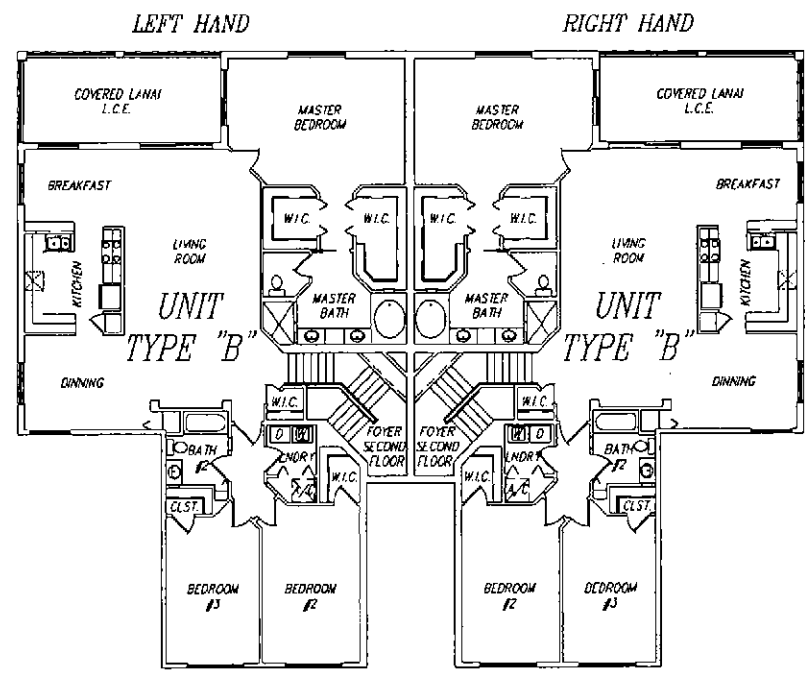 LEFT HAND
RIGHT HAND
COVERED LANAI
L.C.E.
MASTER
BEDROOM
MASTER
BEDROOM
COVERED LANAI
L.C.E.
BREAKFAST
BREAKFAST
W.I.C.
W.I.C.
W.I.C.
W.I.C.
LIVING
ROOM
LIVING
ROOM
KITCHEN
KITCHEN
MASTER
BATH
MASTER
BATH
UNIT
TYPE "B"
UNIT
TYPE "B"
DINNING
DINNING
W.I.C.
W.I.C.
FOYER
SECOND
FLOOR
FOYER
SECOND
FLOOR
BATH
#2
D
W
LNDRY
A/C
W.I.C.
W
D
LNDRY
A/C
W.I.C.
BATH
#2
CLST.
CLST.
BEDROOM
#3
BEDROOM
#2
BEDROOM
#2
BEDROOM
#3